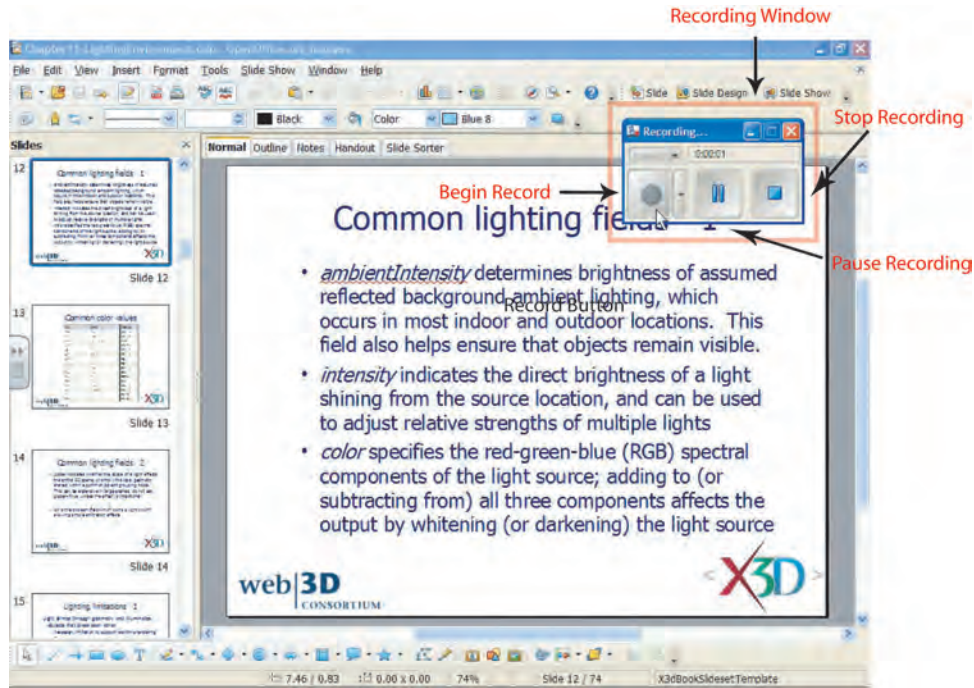 Recording Window
File Edit View Insert Format Tools Slide Show Window Help
Slide Slide Design Slide Show
Black Color Blue 8
Recording...
0:00:01
Stop Recording
Begin Record
Pause Recording
Record Button
Slides
Normal Outline Notes Handout Slide Sorter
12
Common lighting fields 1
Slide 12
13
Common color values
Slide 13
14
Common lighting fields 2
Slide 14
15
Lighting limitations 1
Common lighting fields 1
• ambientIntensity determines brightness of assumed
reflected background ambient lighting, which
occurs in most indoor and outdoor locations. This
field also helps ensure that objects remain visible.
• intensity indicates the direct brightness of a light
shining from the source location, and can be used
to adjust relative strengths of multiple lights
• color specifies the red-green-blue (RGB) spectral
components of the light source; adding to (or
subtracting from) all three components affects the
output by whitening (or darkening) the light source
web|3D
CONSORTIUM
X3D
7.46 / 0.83 0.00 x 0.00 74% Slide 12 / 74 X3dBookSlidesetTemplate